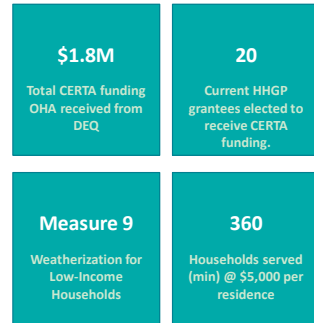 $1.8M
Total CERTA funding
OHA received from
DEQ
20
Current HHGP
grantees elected to
receive CERTA
funding.
Measure 9
Weatherization for
Low-Income
Households
360
Households served
(min) @ $5,000 per
residence